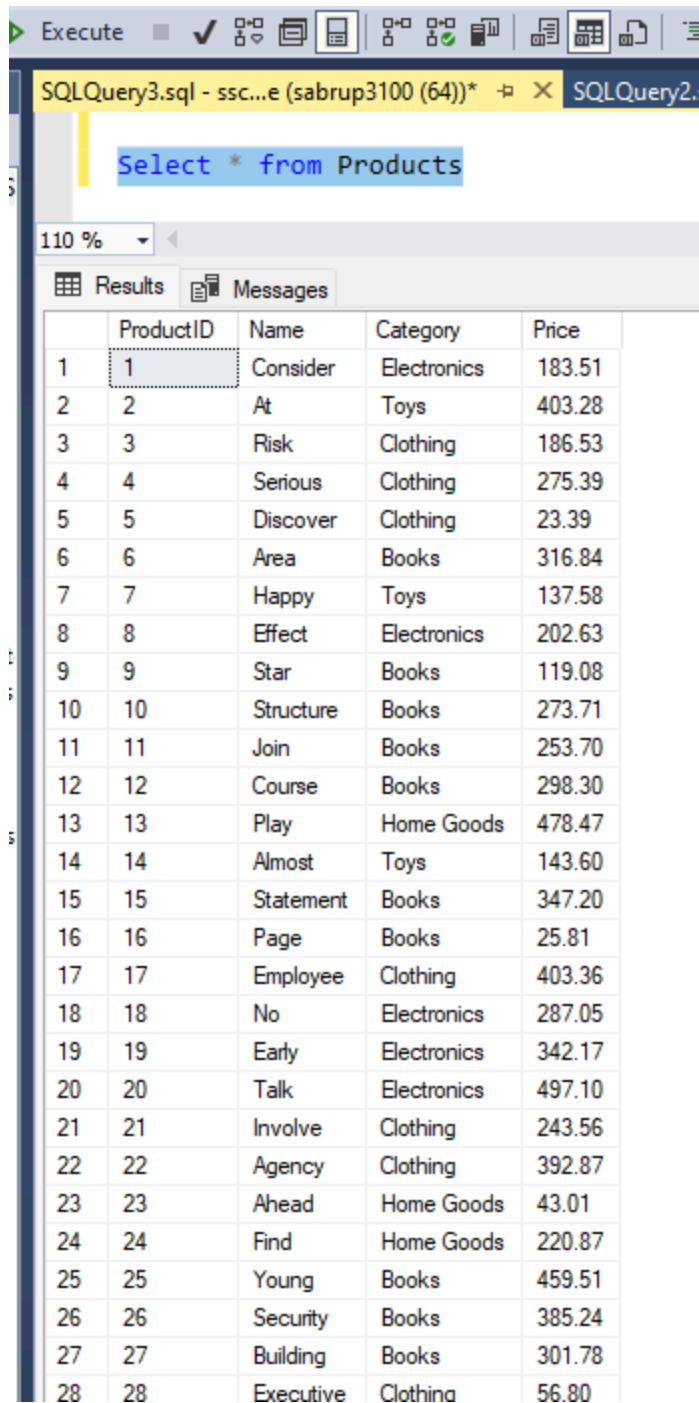 Execute
SQLQuery3.sql - ssc...e (sabrup3100 (64))* SQLQuery2.
Select * from Products
110 %
Results Messages
ProductID Name Category Price
1 1 Consider Electronics 183.51
2 2 At Toys 403.28
3 3 Risk Clothing 186.53
4 4 Serious Clothing 275.39
5 5 Discover Clothing 23.39
6 6 Area Books 316.84
7 7 Happy Toys 137.58
8 8 Effect Electronics 202.63
9 9 Star Books 119.08
10 10 Structure Books 273.71
11 11 Join Books 253.70
12 12 Course Books 298.30
13 13 Play Home Goods 478.47
14 14 Almost Toys 143.60
15 15 Statement Books 347.20
16 16 Page Books 25.81
17 17 Employee Clothing 403.36
18 18 No Electronics 287.05
19 19 Early Electronics 342.17
20 20 Talk Electronics 497.10
21 21 Involve Clothing 243.56
22 22 Agency Clothing 392.87
23 23 Ahead Home Goods 43.01
24 24 Find Home Goods 220.87
25 25 Young Books 459.51
26 26 Security Books 385.24
27 27 Building Books 301.78
28 28 Executive Clothing 56.80